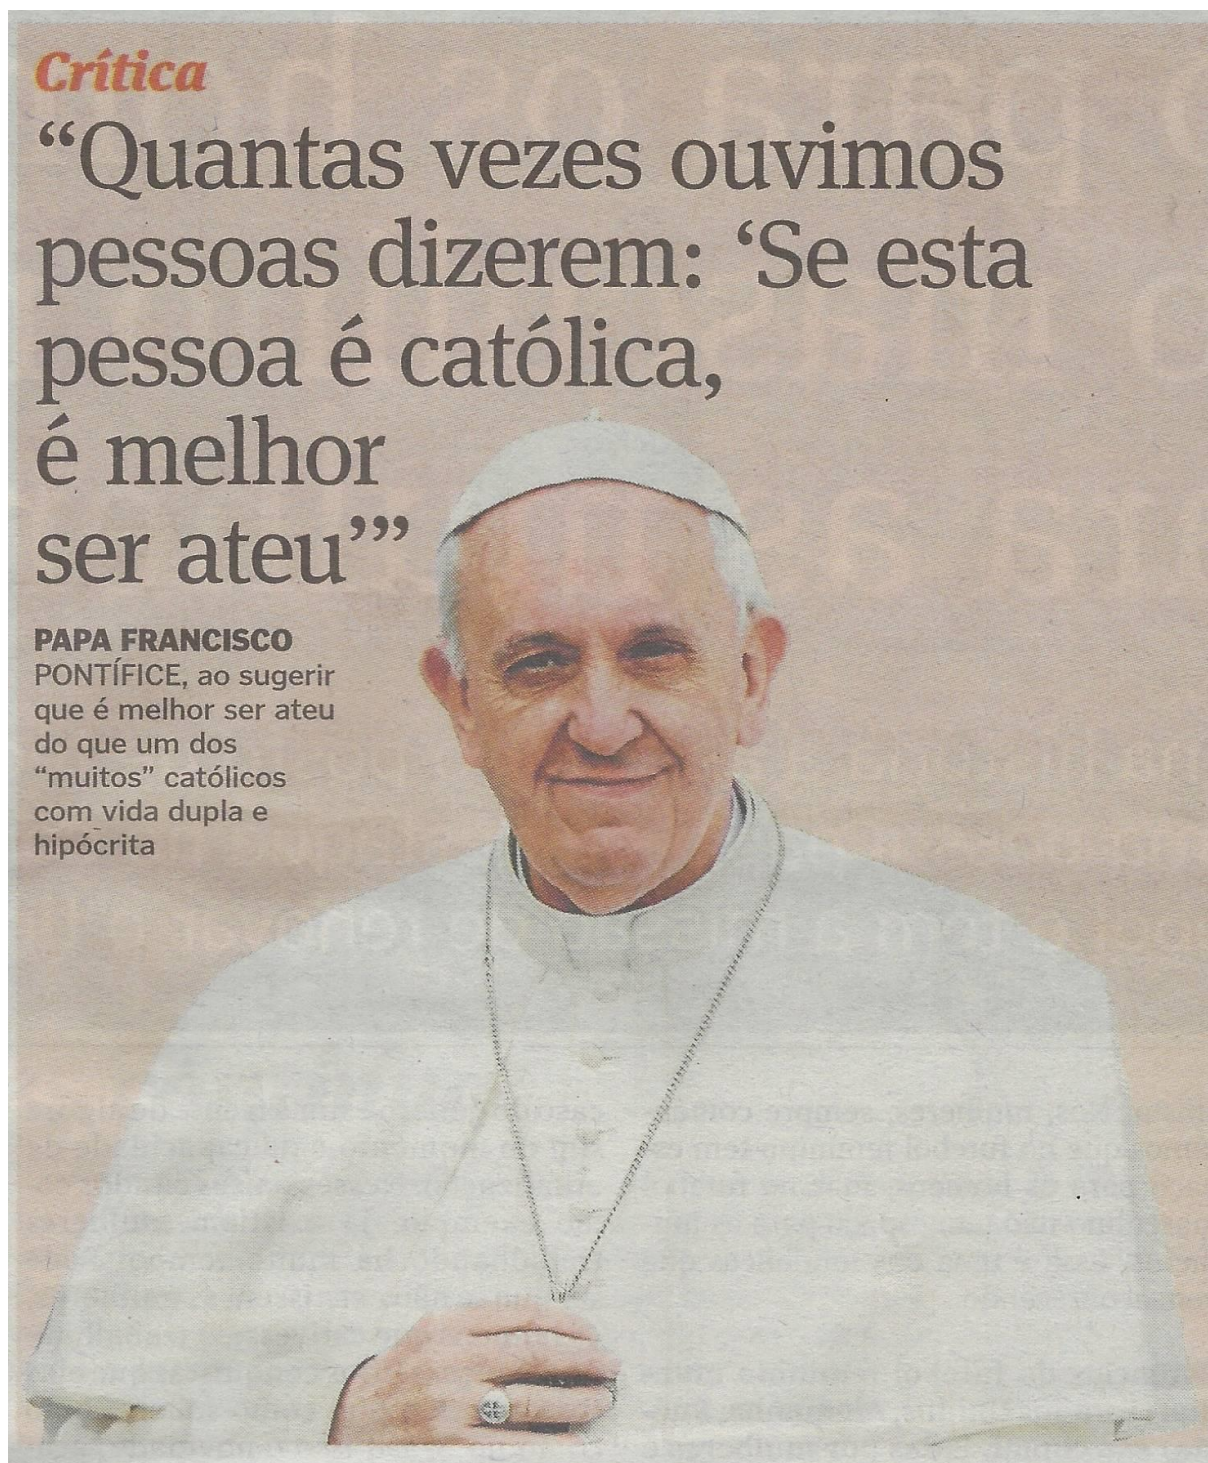 Crítica
“Quantas vezes ouvimos
pessoas dizerem: ‘Se esta
pessoa é católica,
é melhor
ser ateu’”
PAPA FRANCISCO
PONTÍFICE, ao sugerir
que é melhor ser ateu
do que um dos
“muitos” católicos
com vida dupla e
hipócrita